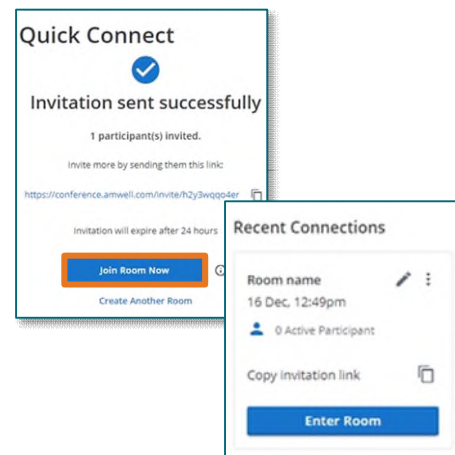 Quick Connect
Invitation sent successfully
1 participant(s) invited.
Invite more by sending them this link:
https://conference.amwell.com/invite/h2y3wqqo4er
Invitation will expire after 24 hours
Join Room Now
Create Another Room
Recent Connections
Room name
16 Dec, 12:49pm
0 Active Participant
Copy invitation link
Enter Room